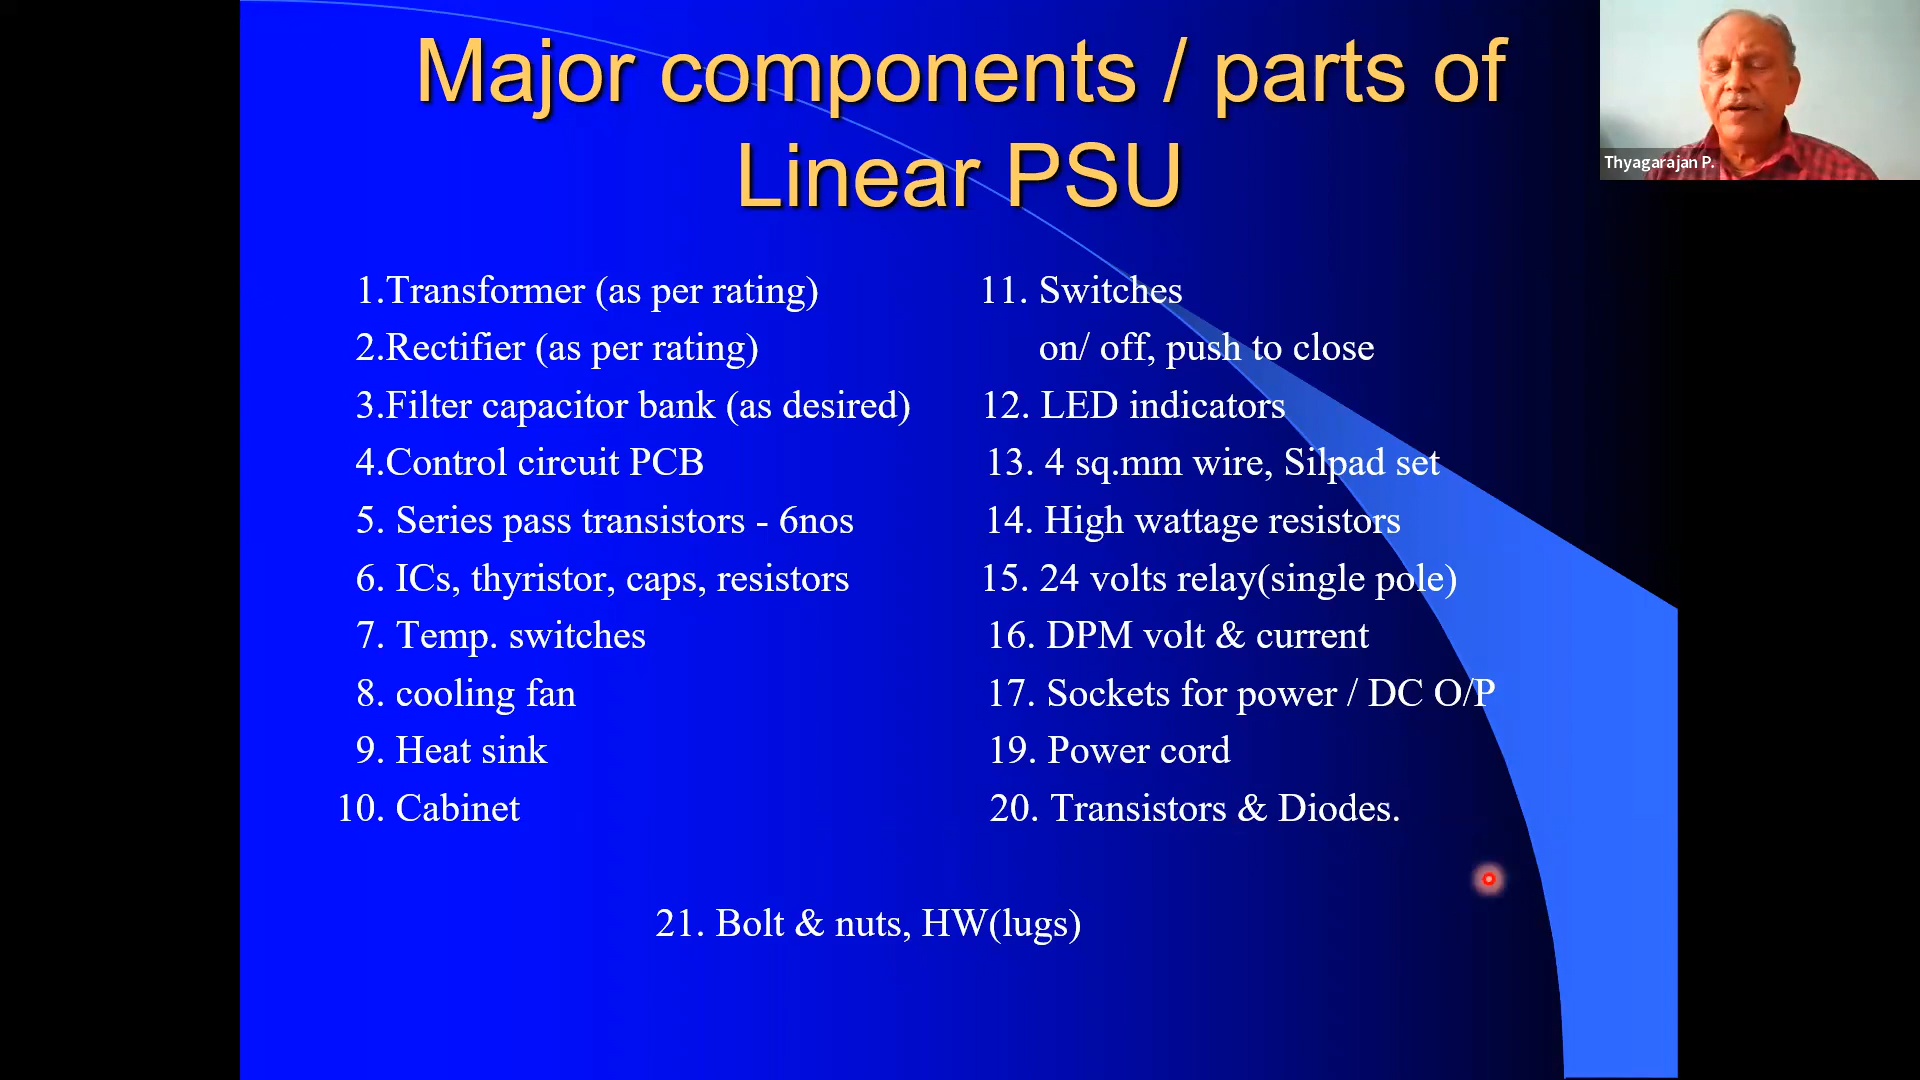 Major components / parts of
Linear PSU
Thyagarajan P.
1.Transformer (as per rating)
2.Rectifier (as per rating)
3.Filter capacitor bank (as desired)
4.Control circuit PCB
5. Series pass transistors - 6nos
6. ICs, thyristor, caps, resistors
7. Temp. switches
8. cooling fan
9. Heat sink
10. Cabinet
11. Switches
on/ off, push to close
12. LED indicators
13. 4 sq.mm wire, Silpad set
14. High wattage resistors
15. 24 volts relay(single pole)
16. DPM volt & current
17. Sockets for power / DC O/P
19. Power cord
20. Transistors & Diodes.
21. Bolt & nuts, HW(lugs)